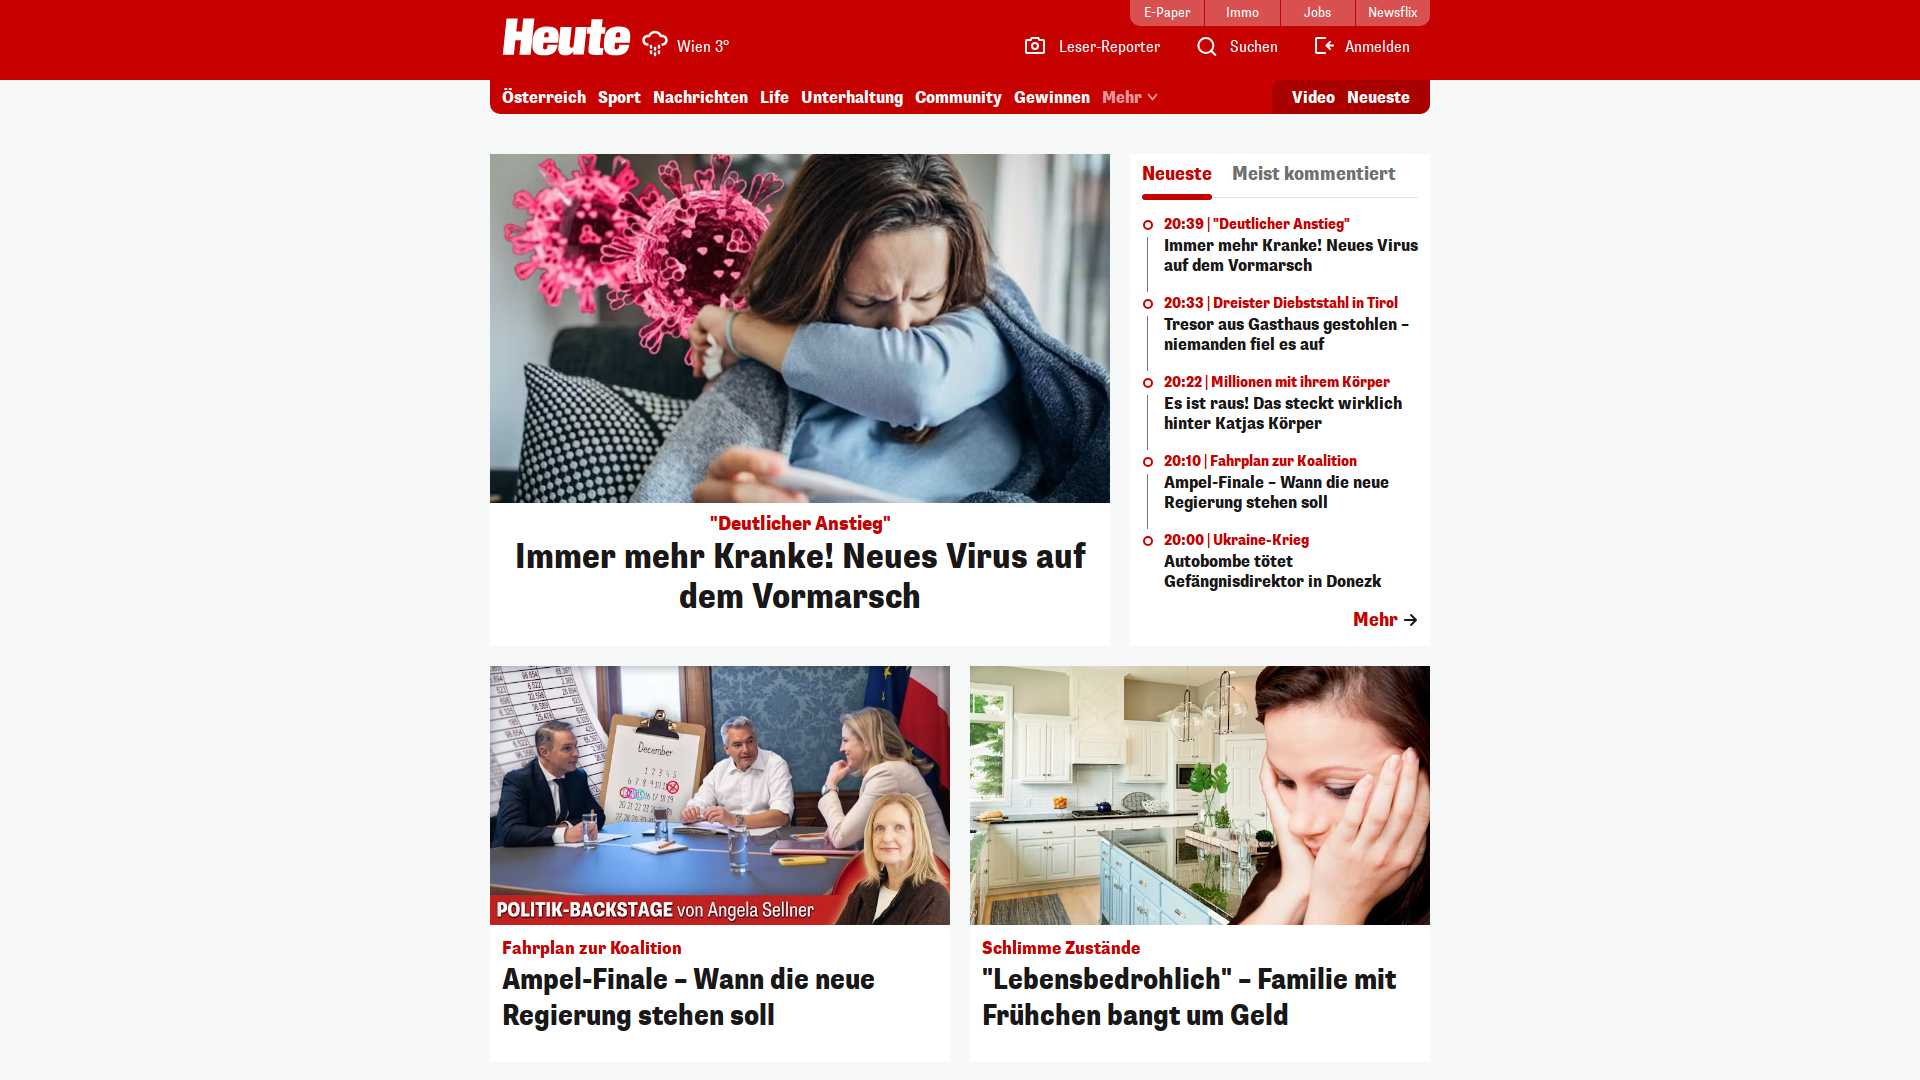 E-Paper
Immo
Jobs
Newsflix
Heute
Wien 3°
Leser-Reporter
Suchen
Anmelden
Österreich
Sport
Nachrichten
Life
Unterhaltung
Community
Gewinnen
Mehr
Video
Neueste
"Deutlicher Anstieg"
Immer mehr Kranke! Neues Virus auf
dem Vormarsch
Neueste
Meist kommentiert
20:39 | "Deutlicher Anstieg"
Immer mehr Kranke! Neues Virus
auf dem Vormarsch
20:33 | Dreister Diebststahl in Tirol
Tresor aus Gasthaus gestohlen –
niemanden fiel es auf
20:22 | Millionen mit ihrem Körper
Es ist raus! Das steckt wirklich
hinter Katjas Körper
20:10 | Fahrplan zur Koalition
Ampel-Finale – Wann die neue
Regierung stehen soll
20:00 | Ukraine-Krieg
Autobombe tötet
Gefängnisdirektor in Donezk
Mehr
December
POLITIK-BACKSTAGE von Angela Sellner
Fahrplan zur Koalition
Ampel-Finale – Wann die neue
Regierung stehen soll
Schlimme Zustände
"Lebensbedrohlich" – Familie mit
Frühchen bangt um Geld